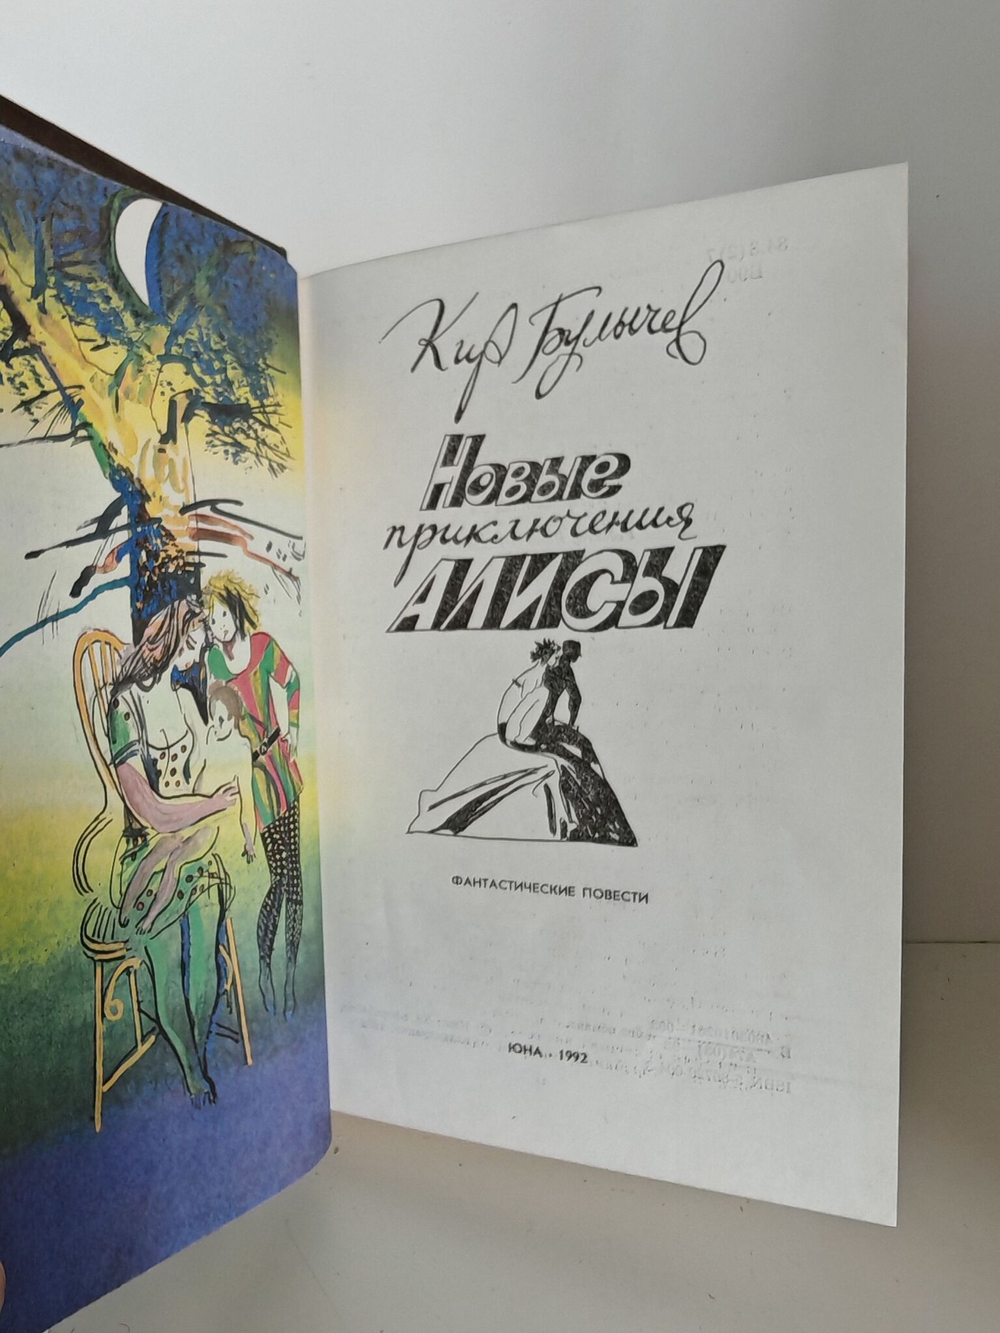 Кир Булычев
Новые
приключения
АЛИСЫ
ФАНТАСТИЧЕСКИЕ ПОВЕСТИ
ЮНА . 1992